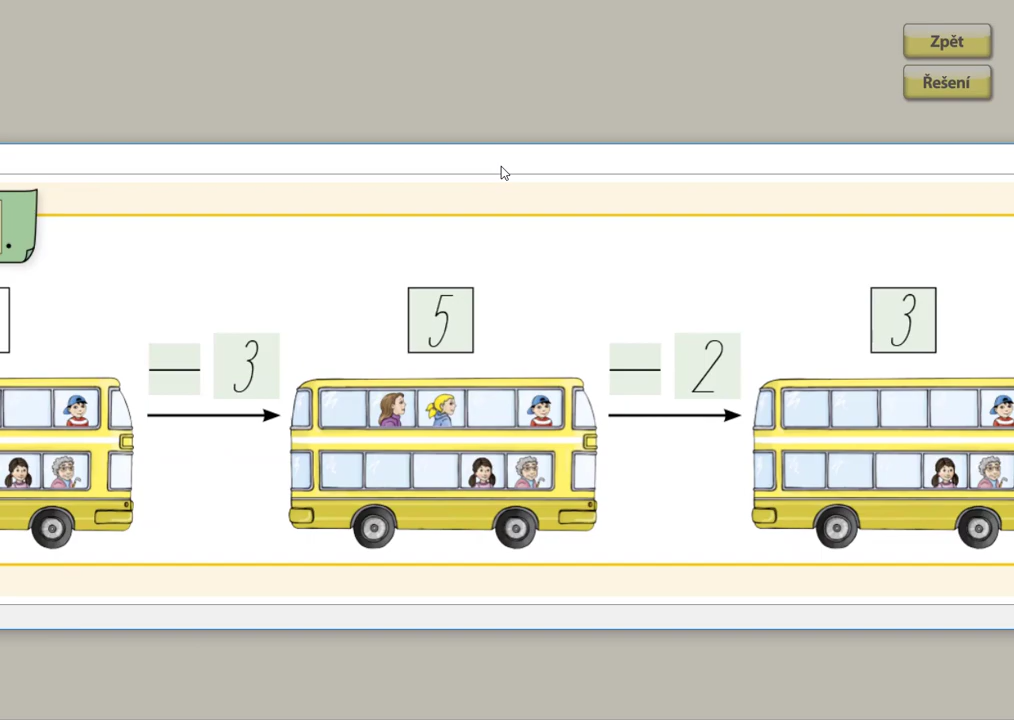 Zpět
Řešení
.
5 3
— 3 — 2